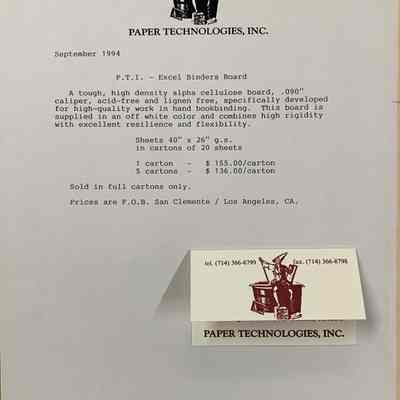 PAPER TECHNOLOGIES, INC.
September 1994
P.T.I. - Excel Binders Board
A tough, high density alpha cellulose board, .090"
caliper, acid-free and lignen free, specifically developed
for high-quality work in hand bookbinding. This board is
supplied in an off white color and combines high rigidity
with excellent resilience and flexibility.
Sheets 40" x 26" g.s.
in cartons of 20 sheets
1 carton - $ 155.00/carton
5 cartons - $ 136.00/carton
Sold in full cartons only.
Prices are F.O.B. San Clemente / Los Angeles, CA.
tel. (714) 366-8799 fax. (714) 366-8798
PAPER TECHNOLOGIES, INC.